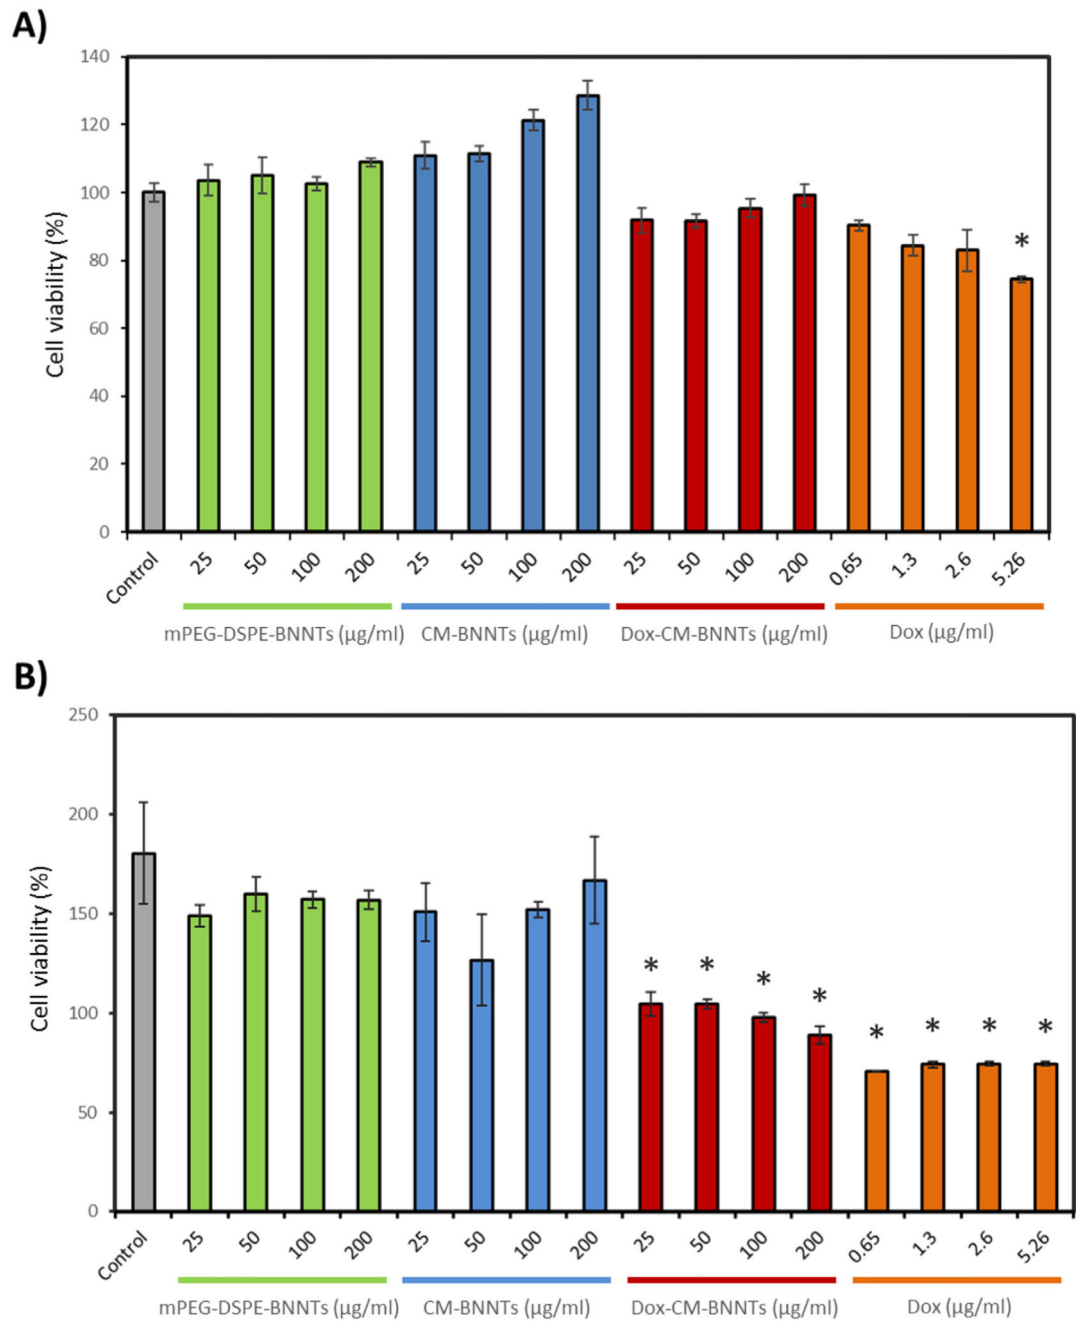 A)
140
120
100
80
60
40
20
0
Cell viability (%)
*
Control 25 50 100 200 25 50 100 200 25 50 100 200 0.65 1.3 2.6 5.26
mPEG-DSPE-BNNTs (μg/ml) CM-BNNTs (μg/ml) Dox-CM-BNNTs (μg/ml) Dox (μg/ml)
B)
250
200
150
100
50
0
Cell viability (%)
* * * * * * * *
Control 25 50 100 200 25 50 100 200 25 50 100 200 0.65 1.3 2.6 5.26
mPEG-DSPE-BNNTs (μg/ml) CM-BNNTs (μg/ml) Dox-CM-BNNTs (μg/ml) Dox (μg/ml)